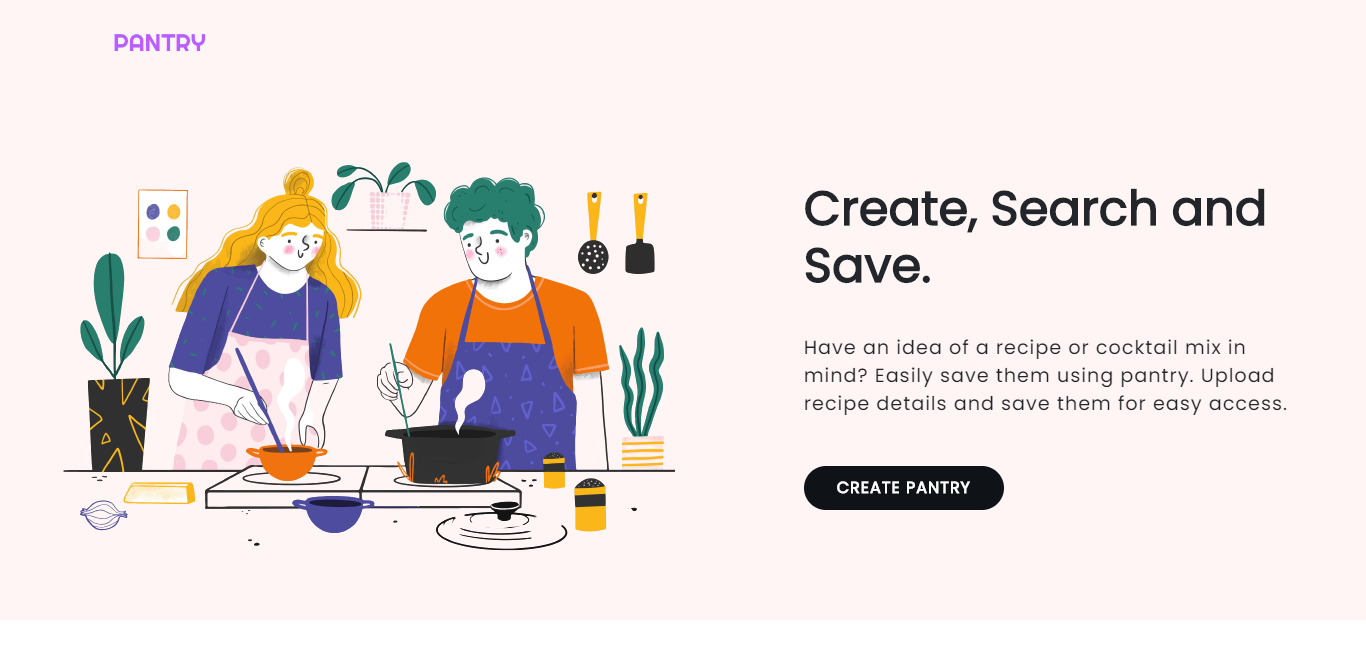 PANTRY
Create, Search and
Save.
Have an idea of a recipe or cocktail mix in
mind? Easily save them using pantry. Upload
recipe details and save them for easy access.
CREATE PANTRY